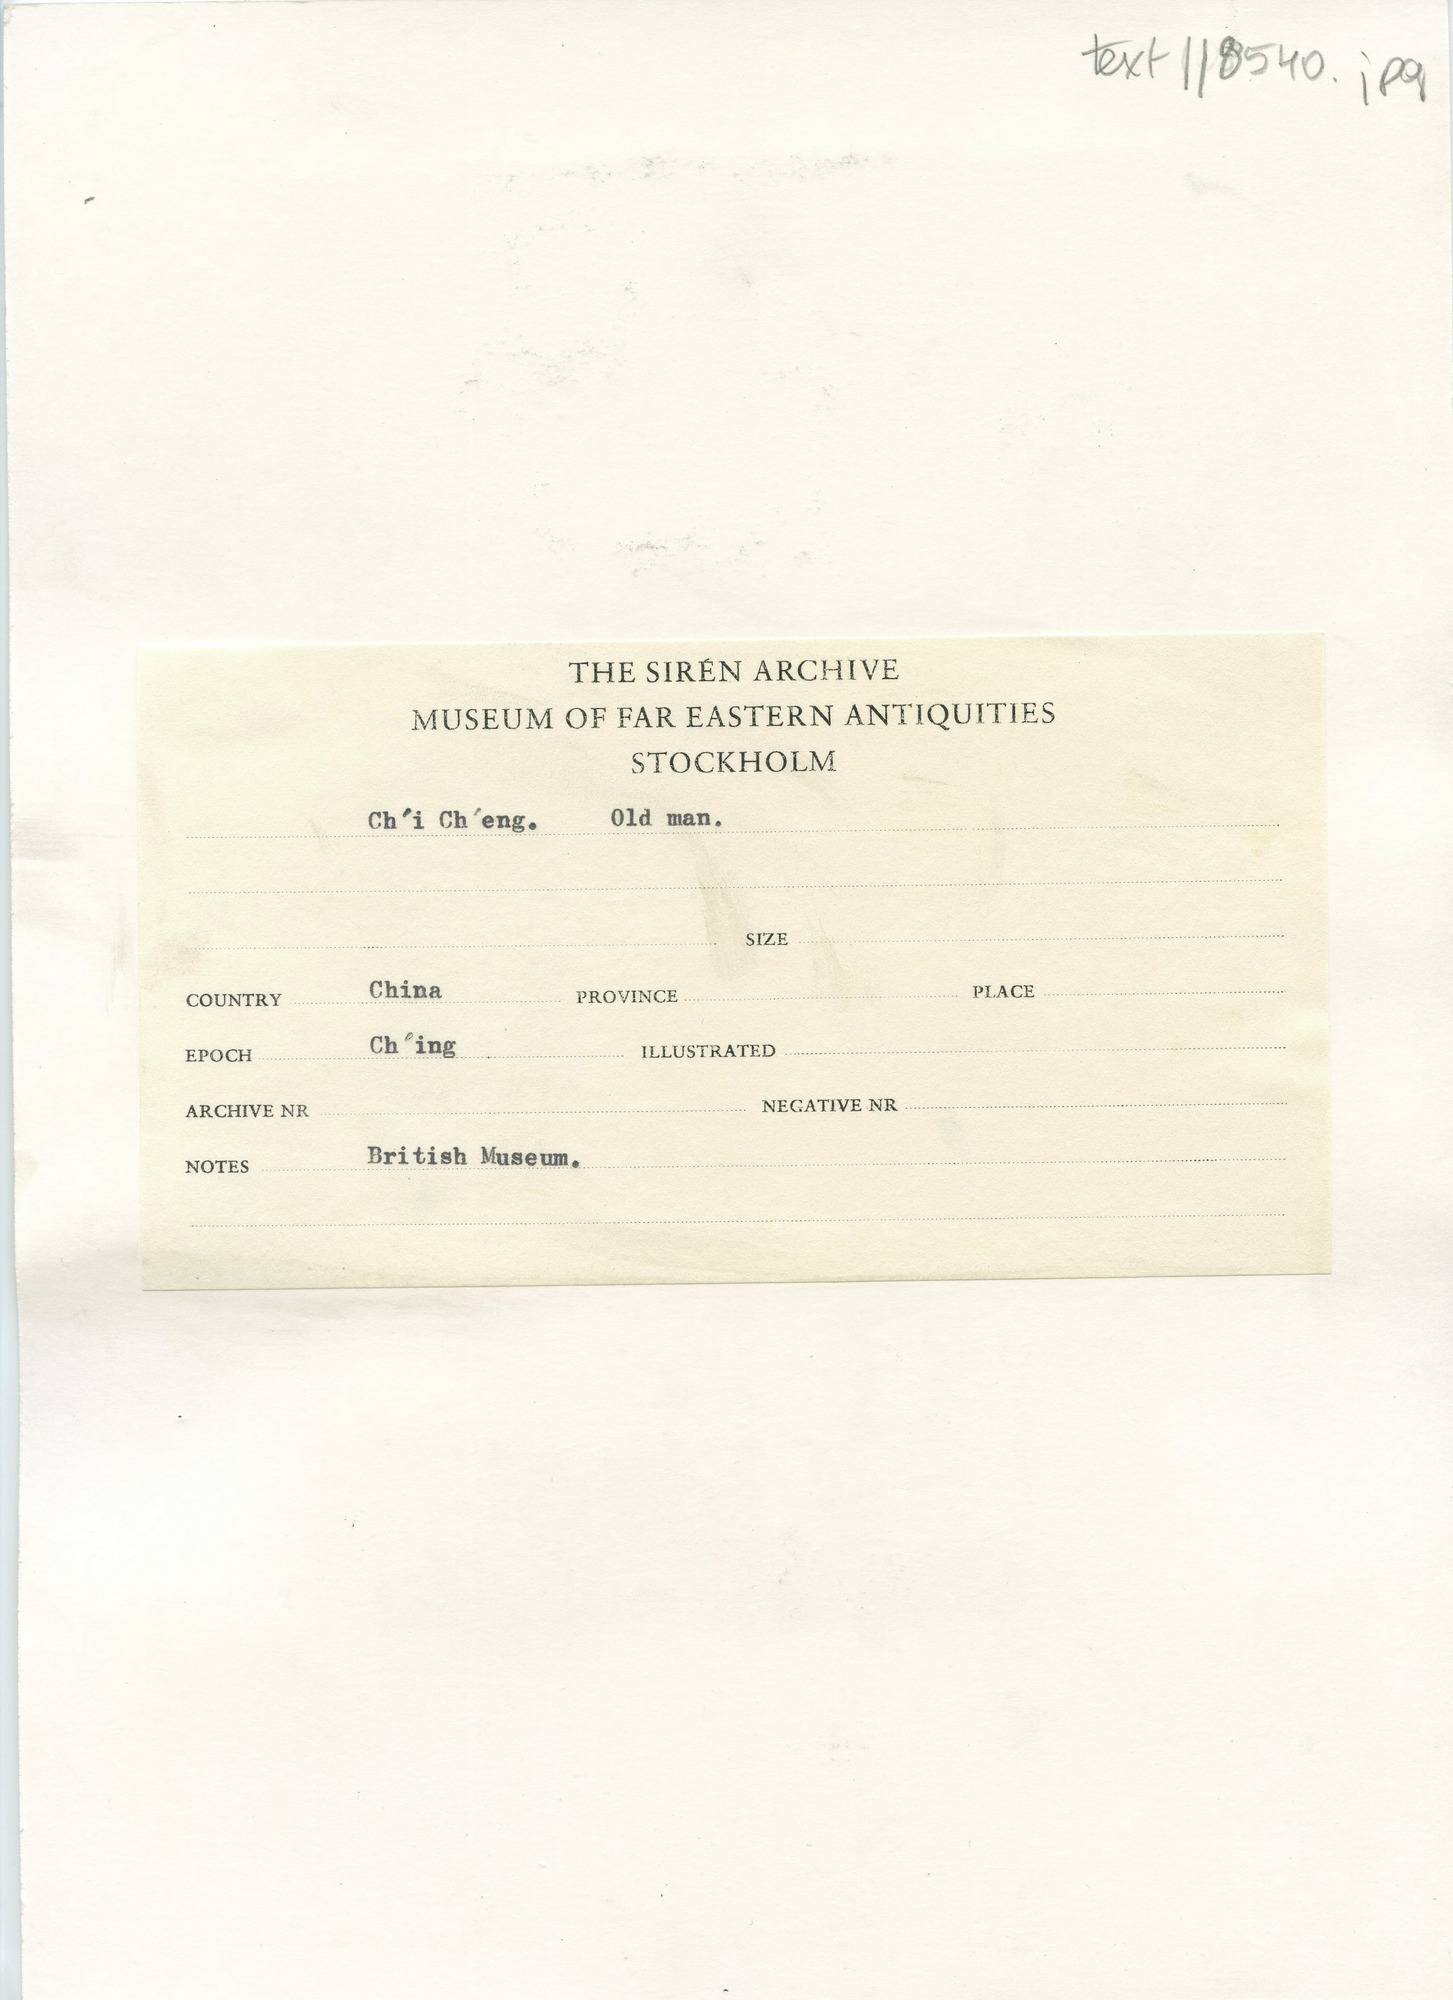 text 118540.jpg
THE SIRÉN ARCHIVE
MUSEUM OF FAR EASTERN ANTIQUITIES
STOCKHOLM
Ch'i Ch'eng. Old man.
SIZE
COUNTRY China PROVINCE PLACE
EPOCH Ch'ing ILLUSTRATED
ARCHIVE NR NEGATIVE NR
NOTES British Museum.